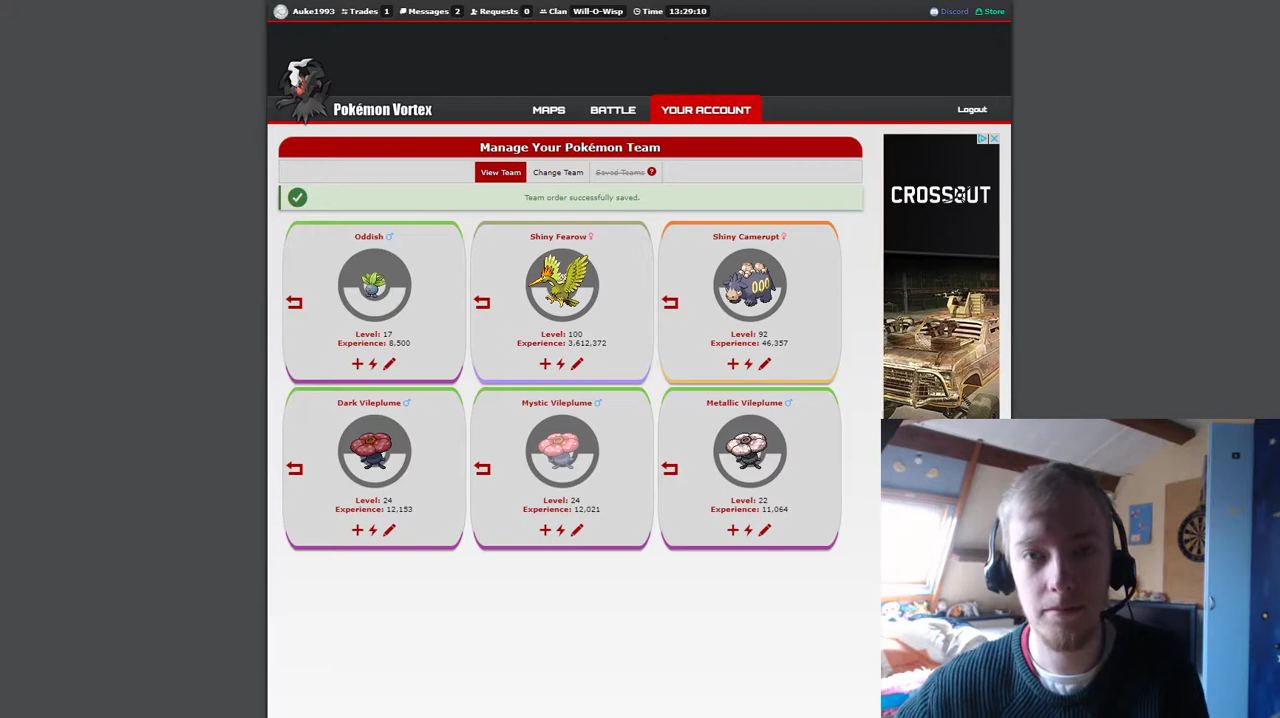 Auke1993 Trades 1 Messages 2 Requests 0 Clan Will-O-Wisp Time 13:29:10 Discord Store
Pokémon Vortex MAPS BATTLE YOUR ACCOUNT Logout
Manage Your Pokémon Team
View Team Change Team Saved Teams ?
Team order successfully saved.
CROSSOUT
Oddish ♂ Shiny Fearow ♀ Shiny Camerupt ♀
Level: 17 Level: 100 Level: 92
Experience: 8,500 Experience: 3,612,372 Experience: 46,357
Dark Vileplume ♂ Mystic Vileplume ♂ Metallic Vileplume ♂
Level: 24 Level: 24 Level: 22
Experience: 12,153 Experience: 12,021 Experience: 11,064